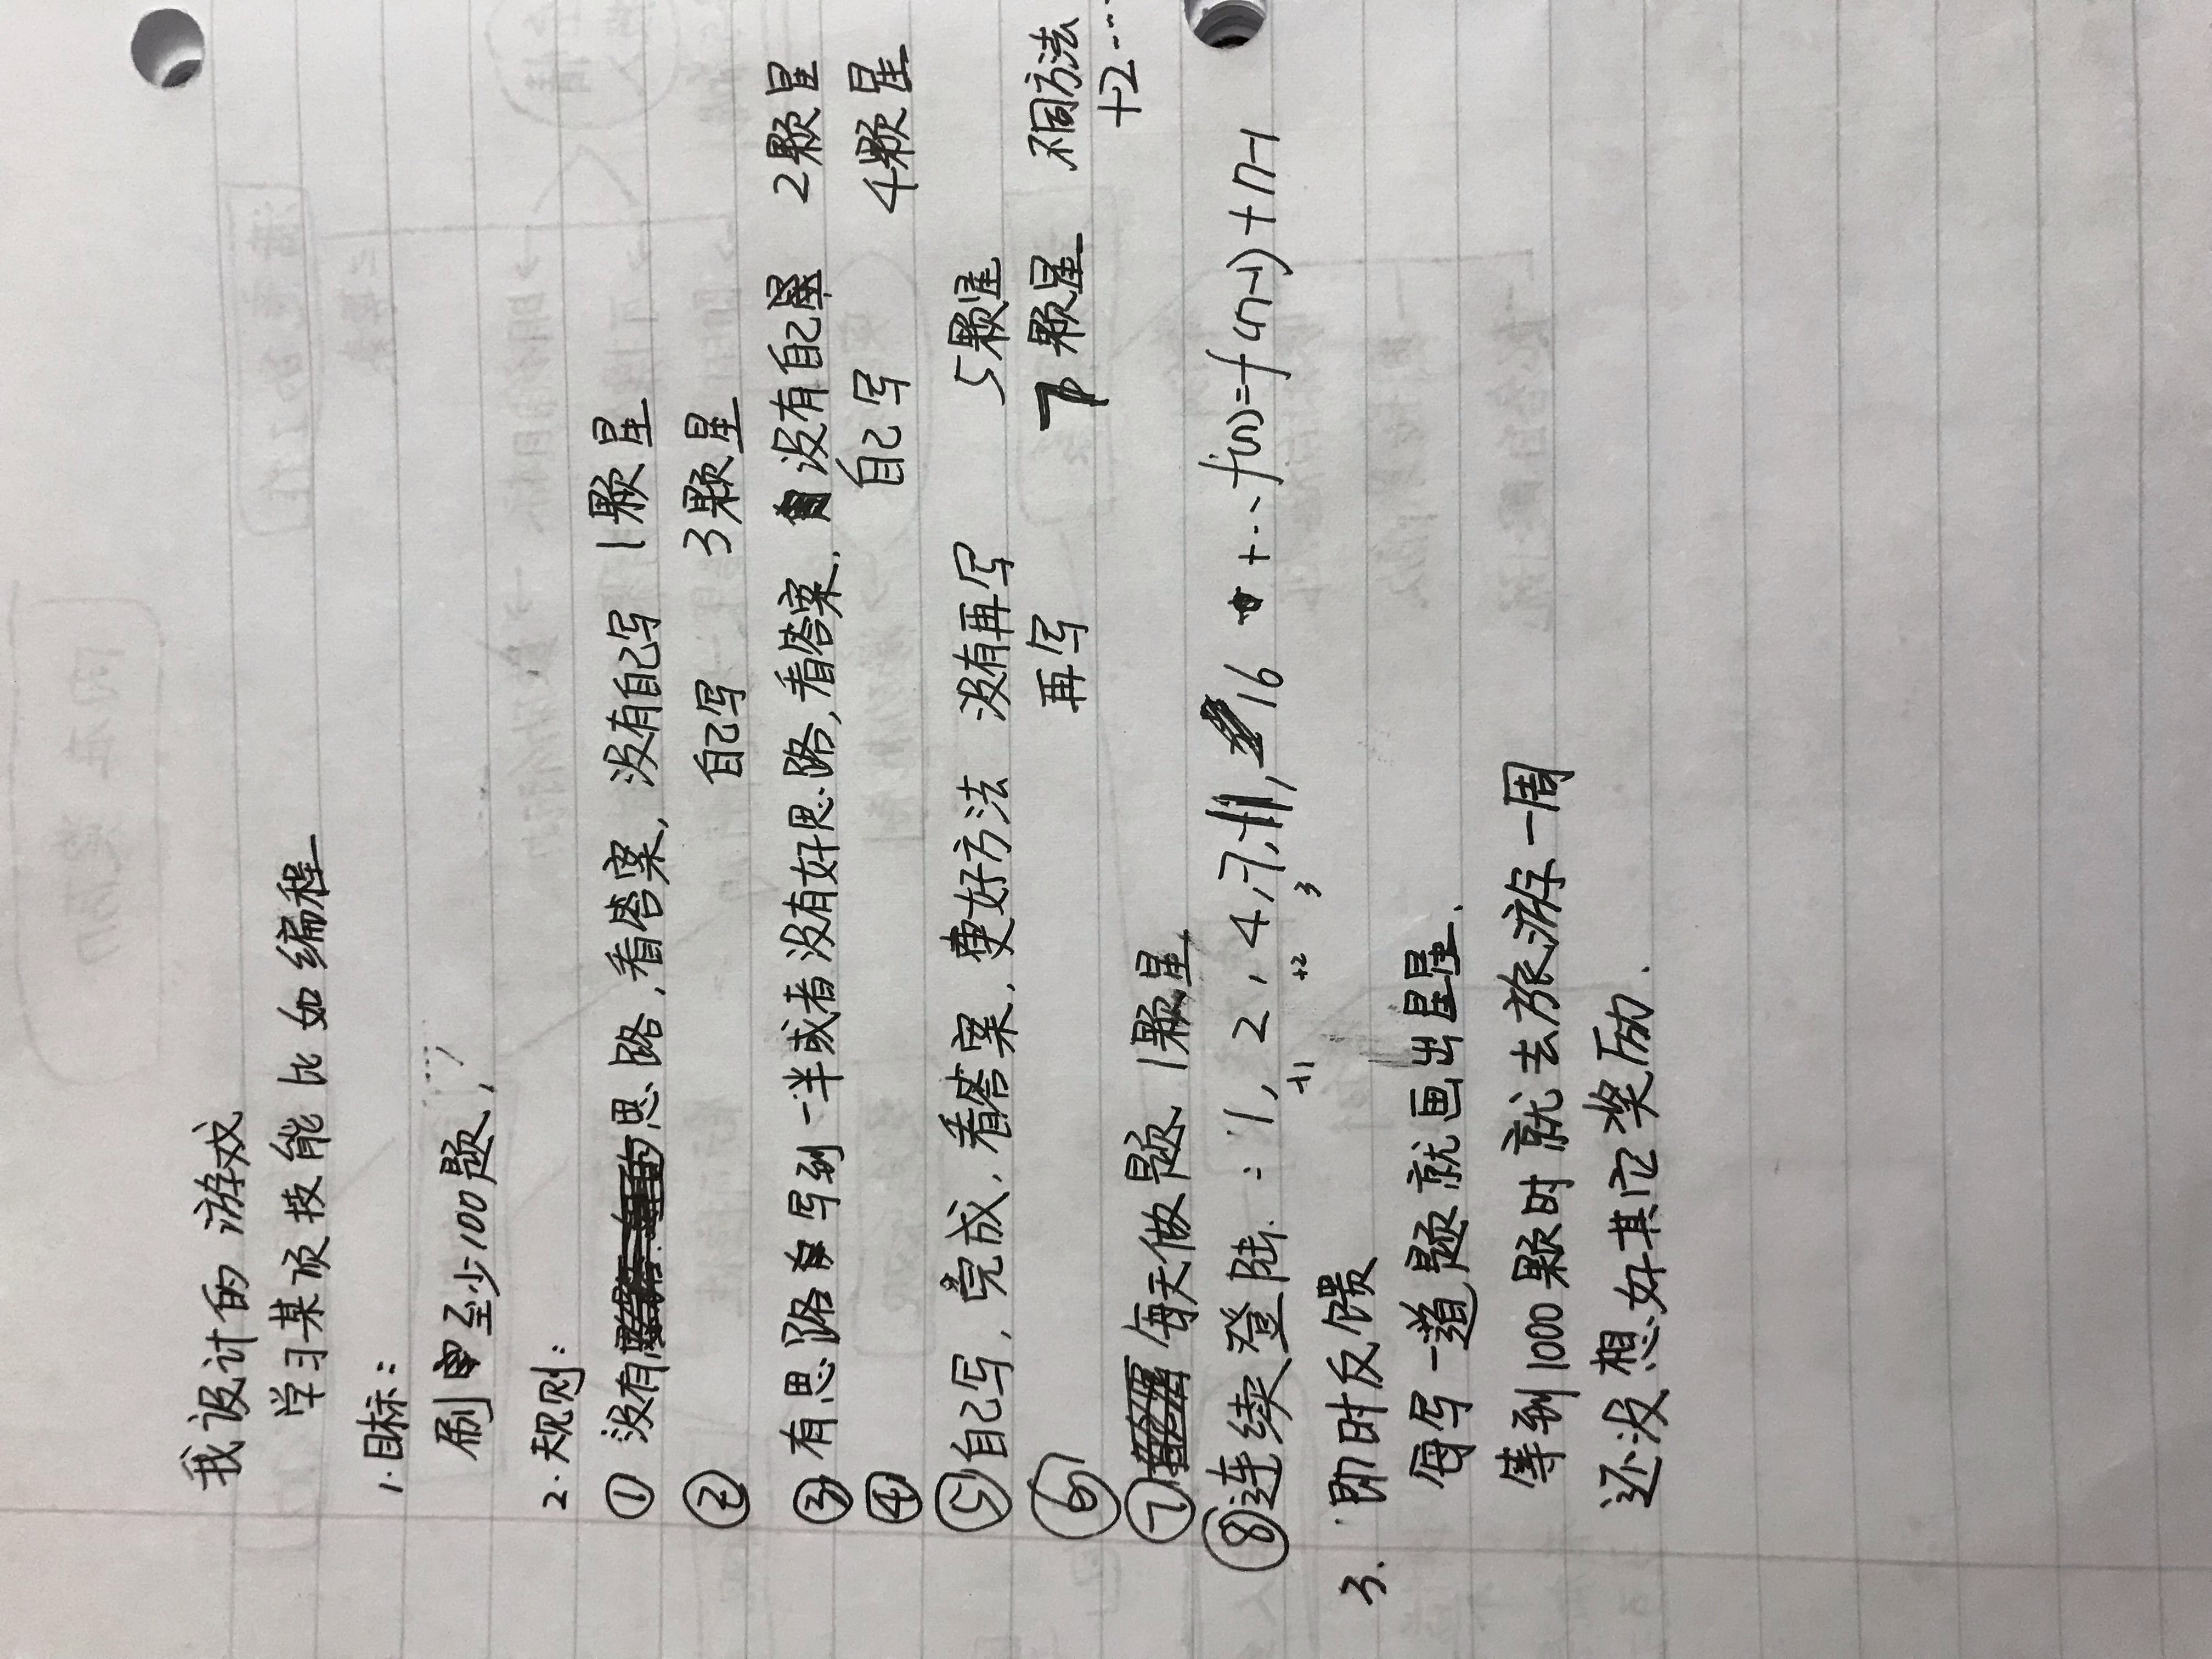 我设计的游戏
学习某项技能比如编程
1.目标:
刷至少100题,
2.规则:
① 没有思路,看答案,没有自己写 1颗星
② 自己写 3颗星
③ 有思路写到一半或者没有好思路,看答案,没有自己写 2颗星
④ 自己写 4颗星
⑤ 自己写,完成,看答案,更好方法 没有再写 5颗星
⑥ 再写 7颗星 不同方法
+2…
⑦ 每天做题 1颗星
⑧ 连续登陆.:1, 2, 4, 7, 11, 16 +… f(n)=f(n-1)+n-1
+1 +2 3
3. 即时反馈
每写一道题就画出星星.
等到1000颗时就去旅游一周
还没想好其它奖励.